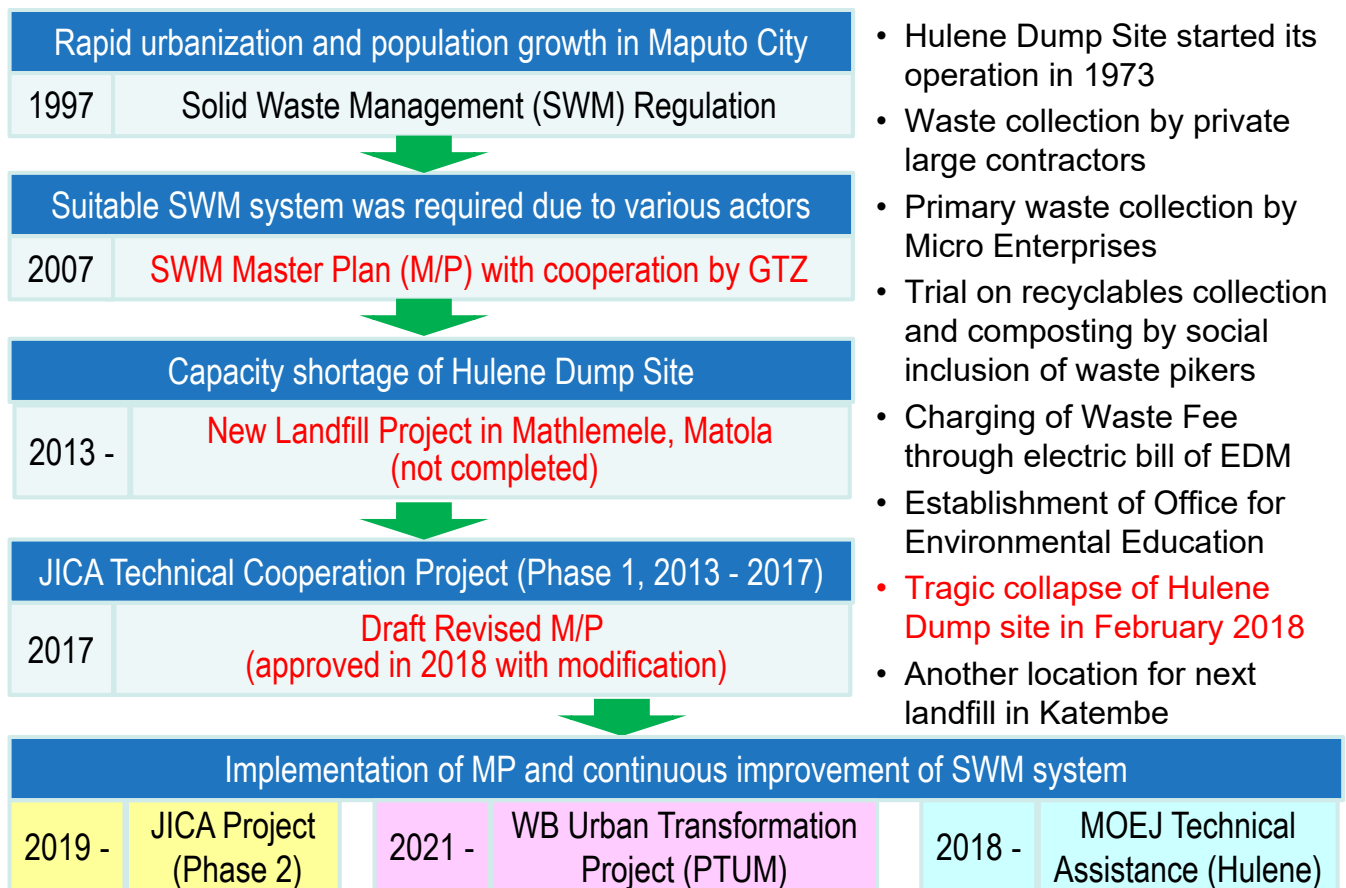 Rapid urbanization and population growth in Maputo City
1997
Solid Waste Management (SWM) Regulation
Suitable SWM system was required due to various actors
2007
SWM Master Plan (M/P) with cooperation by GTZ
Capacity shortage of Hulene Dump Site
2013 -
New Landfill Project in Mathlemele, Matola
(not completed)
JICA Technical Cooperation Project (Phase 1, 2013 - 2017)
2017
Draft Revised M/P
(approved in 2018 with modification)
• Hulene Dump Site started its
operation in 1973
• Waste collection by private
large contractors
• Primary waste collection by
Micro Enterprises
• Trial on recyclables collection
and composting by social
inclusion of waste pikers
• Charging of Waste Fee
through electric bill of EDM
• Establishment of Office for
Environmental Education
• Tragic collapse of Hulene
Dump site in February 2018
• Another location for next
landfill in Katembe
Implementation of MP and continuous improvement of SWM system
2019 -
JICA Project
(Phase 2)
2021 -
WB Urban Transformation
Project (PTUM)
2018 -
MOEJ Technical
Assistance (Hulene)